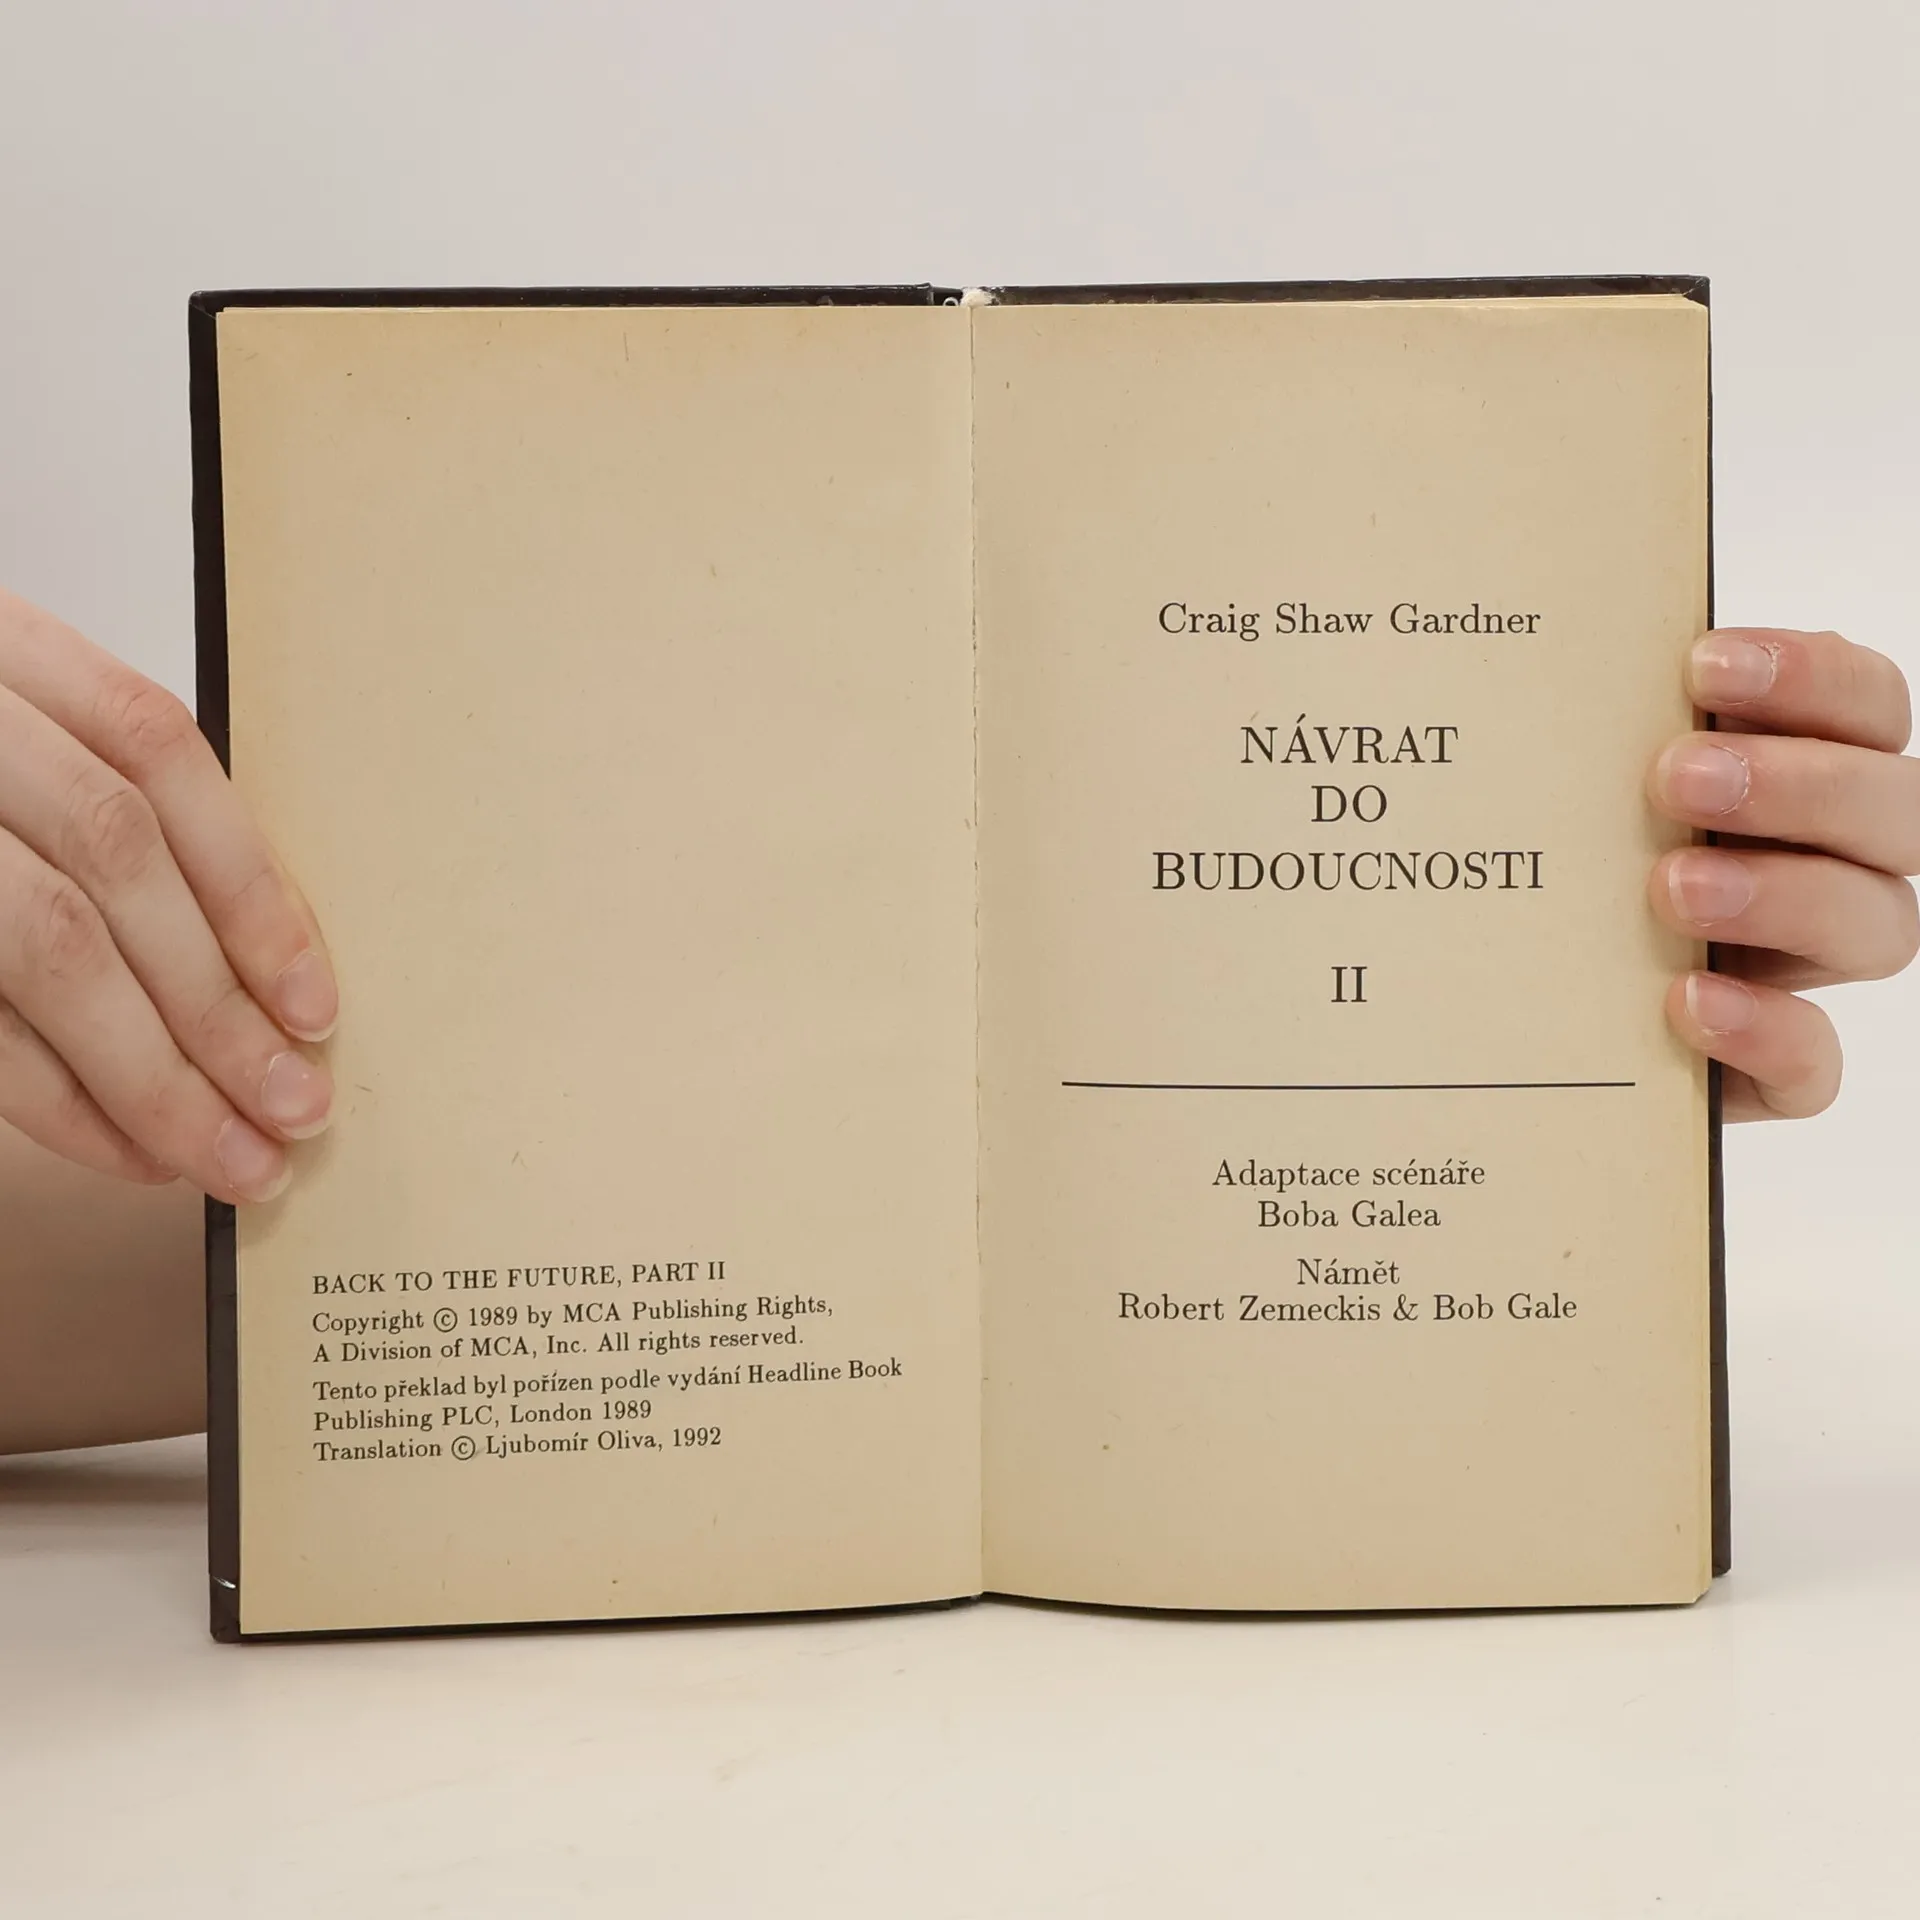 BACK TO THE FUTURE, PART II
Copyright © 1989 by MCA Publishing Rights,
A Division of MCA, Inc. All rights reserved.
Tento překlad byl pořízen podle vydání Headline Book
Publishing PLC, London 1989
Translation © Ljubomír Oliva, 1992
Craig Shaw Gardner
NÁVRAT
DO
BUDOUCNOSTI
II
Adaptace scénáře
Boba Galea
Námět
Robert Zemeckis & Bob Gale